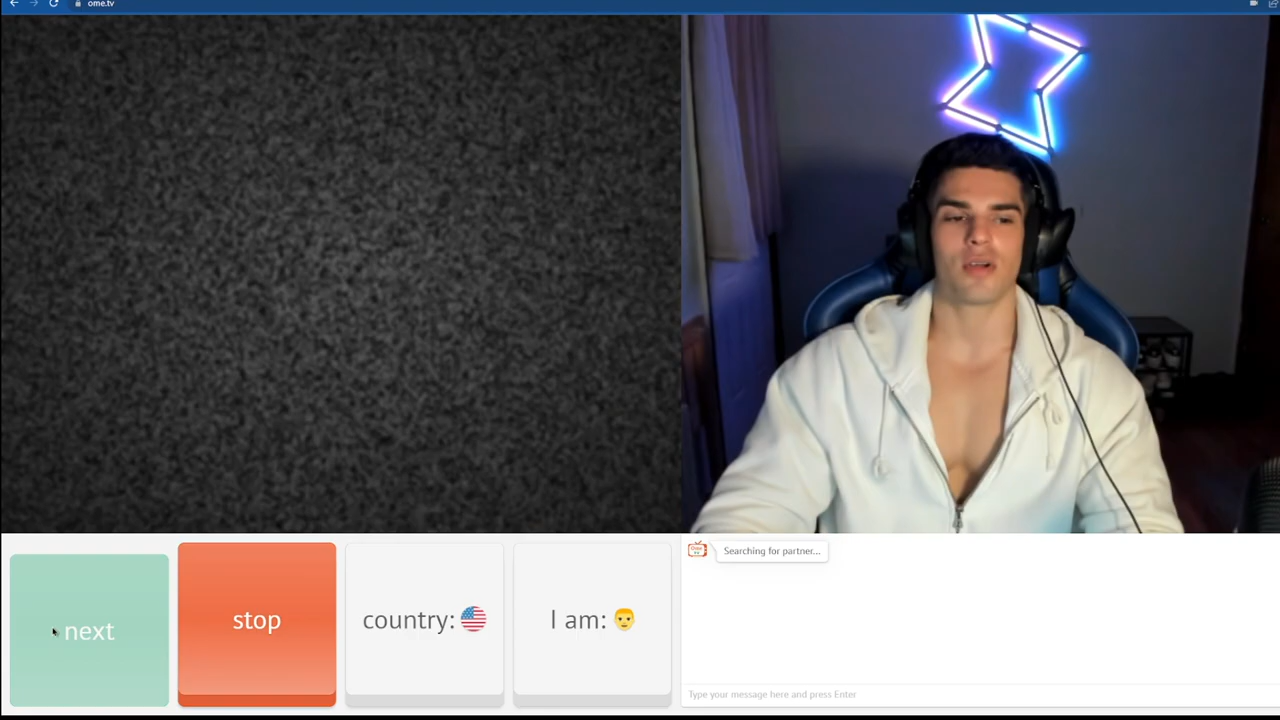 ome.tv
Searching for partner...
next
stop
country:
I am:
Type your message here and press Enter